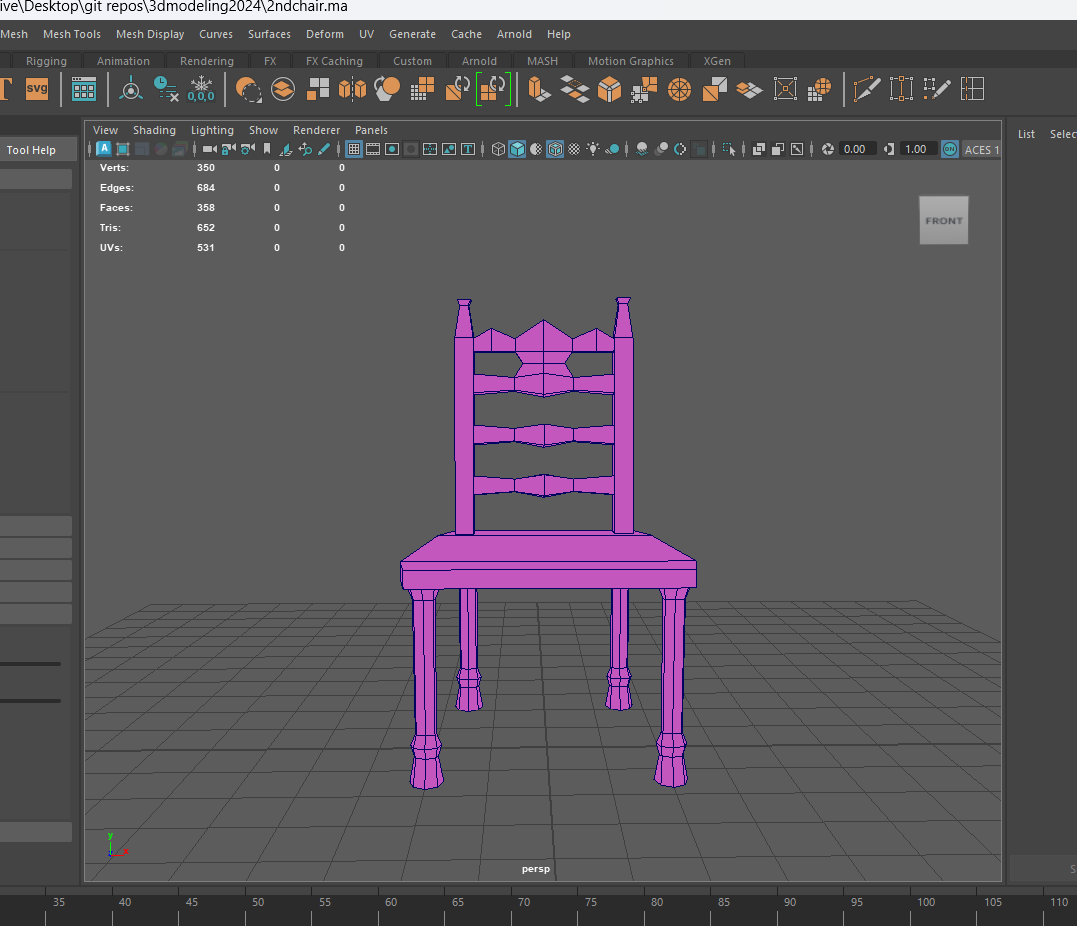 ive\Desktop\git repos\3dmodeling2024\2ndchair.ma
Mesh Mesh Tools Mesh Display Curves Surfaces Deform UV Generate Cache Arnold Help
Rigging Animation Rendering FX FX Caching Custom Arnold MASH Motion Graphics XGen
T svg 0,0,0
View Shading Lighting Show Renderer Panels
List Selec
Tool Help
A T 0.00 1.00 ON ACES 1
Verts: 350 0 0
Edges: 684 0 0
Faces: 358 0 0
Tris: 652 0 0
UVs: 531 0 0
FRONT
y
x
persp
S
35 40 45 50 55 60 65 70 75 80 85 90 95 100 105 110